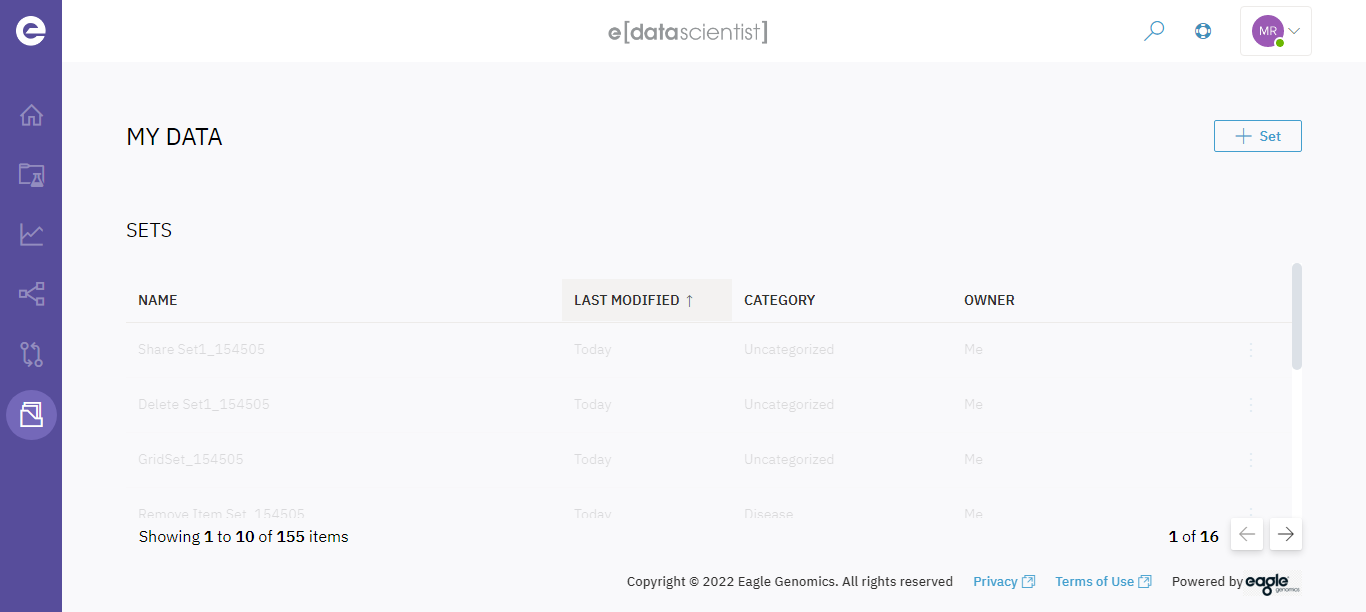 e[datascientist]
MR
MY DATA
Set
SETS
NAME LAST MODIFIED ↑ CATEGORY OWNER
Share Set1_154505 Today Uncategorized Me
Delete Set1_154505 Today Uncategorized Me
GridSet_154505 Today Uncategorized Me
Remove Item Set_154505 Today Disease Me
Showing 1 to 10 of 155 items 1 of 16
Copyright © 2022 Eagle Genomics. All rights reserved Privacy Terms of Use Powered by eagle genomics